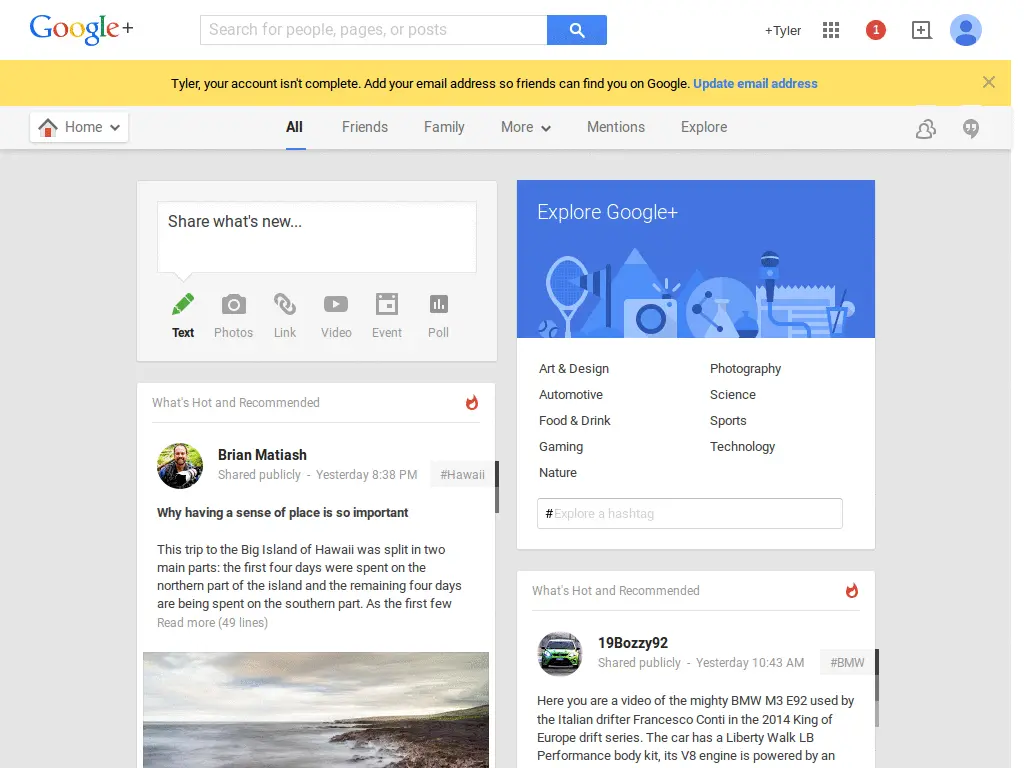 Google+
Search for people, pages, or posts
+Tyler
1
Tyler, your account isn't complete. Add your email address so friends can find you on Google. Update email address
Home
All
Friends
Family
More
Mentions
Explore
Share what's new...
Text
Photos
Link
Video
Event
Poll
What's Hot and Recommended
Brian Matiash
Shared publicly - Yesterday 8:38 PM
#Hawaii
Why having a sense of place is so important
This trip to the Big Island of Hawaii was split in two
main parts: the first four days were spent on the
northern part of the island and the remaining four days
are being spent on the southern part. As the first few
Read more (49 lines)
Explore Google+
Art & Design
Automotive
Food & Drink
Gaming
Nature
Photography
Science
Sports
Technology
#Explore a hashtag
What's Hot and Recommended
19Bozzy92
Shared publicly - Yesterday 10:43 AM
#BMW
Here you are a video of the mighty BMW M3 E92 used by
the Italian drifter Francesco Conti in the 2014 King of
Europe drift series. The car has a Liberty Walk LB
Performance body kit, its V8 engine is powered by an